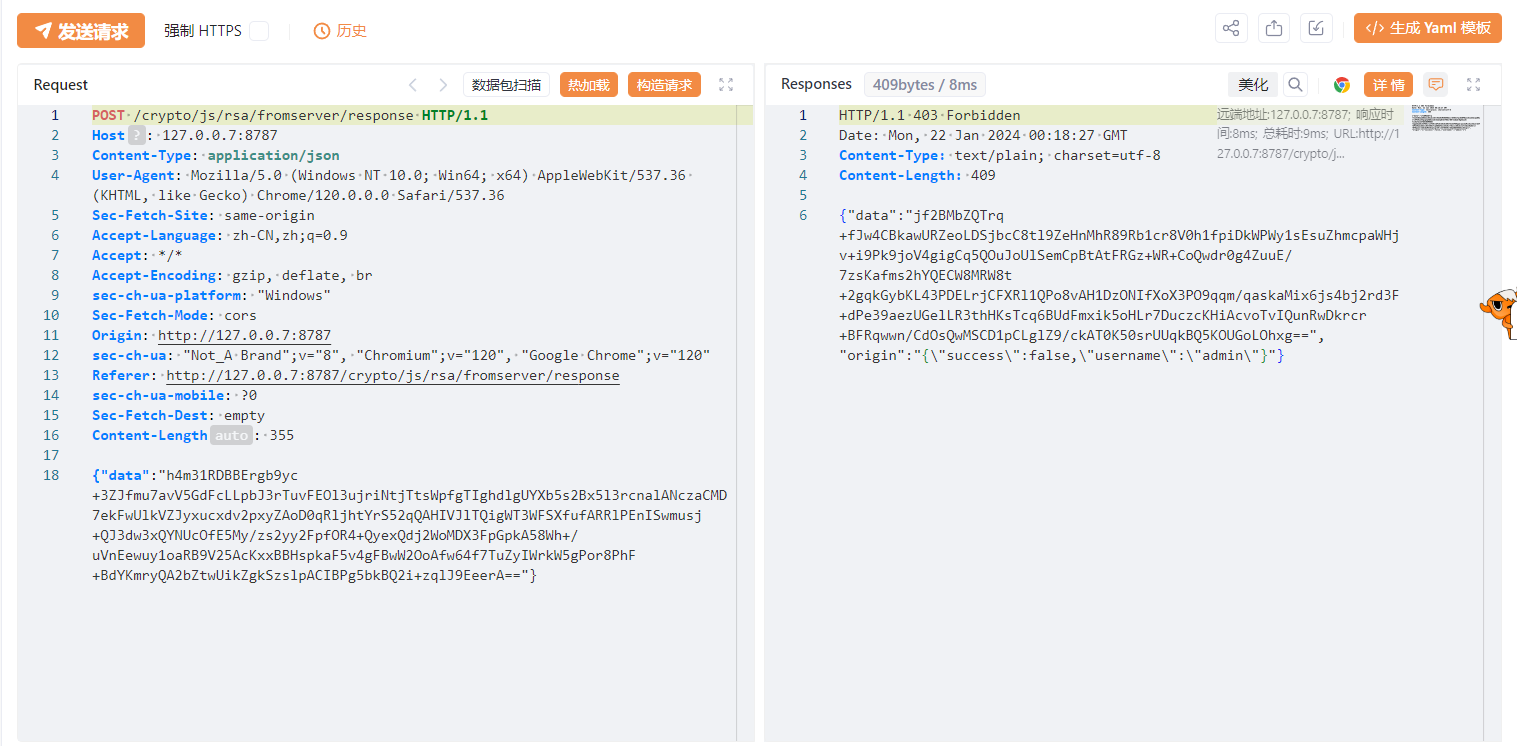 发送请求 强制 HTTPS 历史 </> 生成 Yaml 模板
Request 数据包扫描 热加载 构造请求
1 POST /crypto/js/rsa/fromserver/response HTTP/1.1
2 Host ? : 127.0.0.7:8787
3 Content-Type: application/json
4 User-Agent: Mozilla/5.0 (Windows NT 10.0; Win64; x64) AppleWebKit/537.36
(KHTML, like Gecko) Chrome/120.0.0.0 Safari/537.36
5 Sec-Fetch-Site: same-origin
6 Accept-Language: zh-CN,zh;q=0.9
7 Accept: */*
8 Accept-Encoding: gzip, deflate, br
9 sec-ch-ua-platform: "Windows"
10 Sec-Fetch-Mode: cors
11 Origin: http://127.0.0.7:8787
12 sec-ch-ua: "Not_A Brand";v="8", "Chromium";v="120", "Google Chrome";v="120"
13 Referer: http://127.0.0.7:8787/crypto/js/rsa/fromserver/response
14 sec-ch-ua-mobile: ?0
15 Sec-Fetch-Dest: empty
16 Content-Length auto : 355
17
18 {"data":"h4m31RDBBErgb9yc
+3ZJfmu7avV5GdFcLLpbJ3rTuvFEOl3ujriNtjTtsWpfgTIghdlgUYXb5s2Bx5l3rcnalANczaCMD
7ekFwUlkVZJyxucxdv2pxyZAoD0qRljhtYrS52qQAHIVJlTQigWT3WFSXfufARRlPEnISwmusj
+QJ3dw3xQYNUcOfE5My/zs2yy2FpfOR4+QyexQdj2WoMDX3FpGpkA58Wh+/
uVnEewuy1oaRB9V25AcKxxBBHspkaF5v4gFBwW2OoAfw64f7TuZyIWrkW5gPor8PhF
+BdYKmryQA2bZtwUikZgkSzslpACIBPg5bkBQ2i+zqlJ9EeerA=="}
Responses 409bytes / 8ms 美化 详情
1 HTTP/1.1 403 Forbidden
2 Date: Mon, 22 Jan 2024 00:18:27 GMT
3 Content-Type: text/plain; charset=utf-8
4 Content-Length: 409
5
6 {"data":"jf2BMbZQTrq
+fJw4CBkawURZeoLDSjbcC8tl9ZeHnMhR89Rb1cr8V0h1fpiDkWPWy1sEsuZhmcpaWHj
v+i9Pk9joV4gigCq5QOuJoUlSemCpBtAtFRGz+WR+CoQwdr0g4ZuuE/
7zsKafms2hYQECW8MRW8t
+2gqkGybKL43PDELrjCFXRl1QPo8vAH1DzONIfXoX3PO9qqm/qaskaMix6js4bj2rd3F
+dPe39aezUGelLR3thHKsTcq6BUdFmxik5oHLr7DuczcKHiAcvoTvIQunRwDkrcr
+BFRqwwn/CdOsQwMSCD1pCLglZ9/ckAT0K50srUUqkBQ5KOUGoLOhxg==",
"origin":"{\"success\":false,\"username\":\"admin\"}"}
远端地址:127.0.0.7:8787; 响应时
间:8ms; 总耗时:9ms; URL:http://1
27.0.0.7:8787/crypto/j...